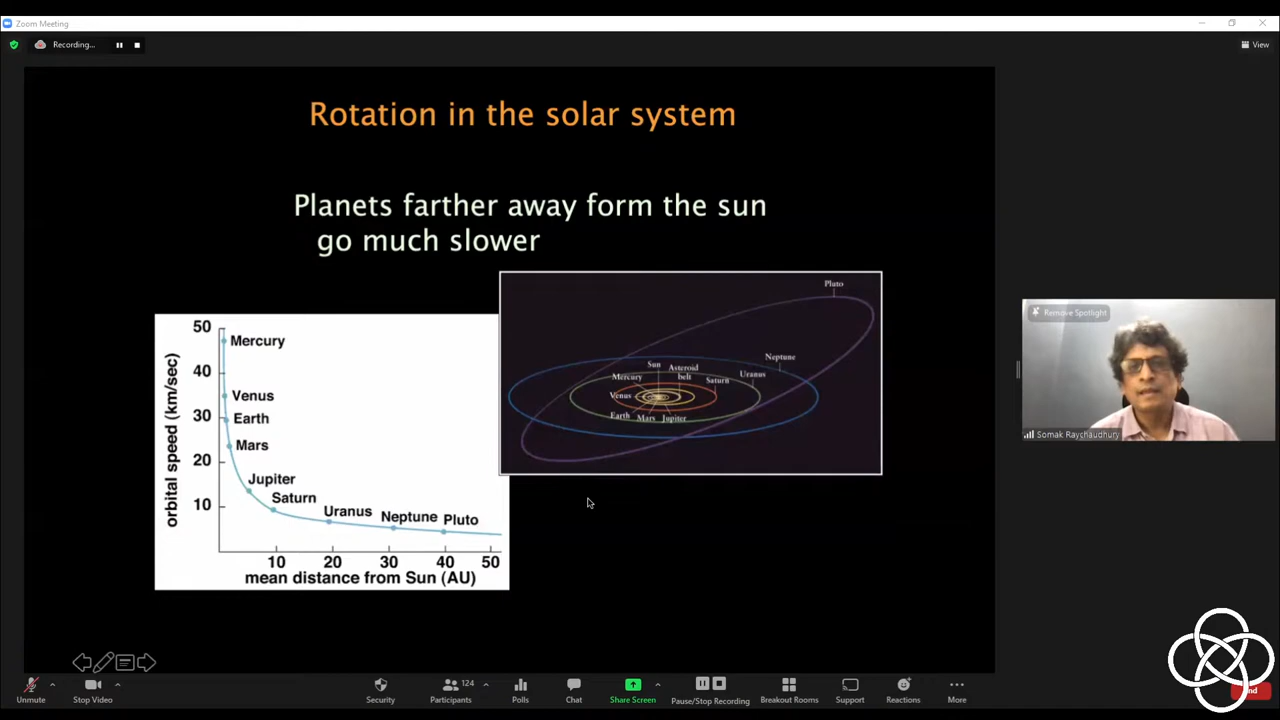 Zoom Meeting
Recording...
View
Rotation in the solar system
Planets farther away form the sun
go much slower
50
40
30
20
10
orbital speed (km/sec)
Mercury
Venus
Earth
Mars
Jupiter
Saturn
Uranus
Neptune
Pluto
10
20
30
40
50
mean distance from Sun (AU)
Pluto
Neptune
Sun
Asteroid
belt
Mercury
Saturn
Uranus
Venus
Earth
Mars
Jupiter
Remove Spotlight
Somak Raychaudhury
Unmute
Stop Video
Security
124
Participants
Polls
Chat
Share Screen
Pause/Stop Recording
Breakout Rooms
Support
Reactions
More